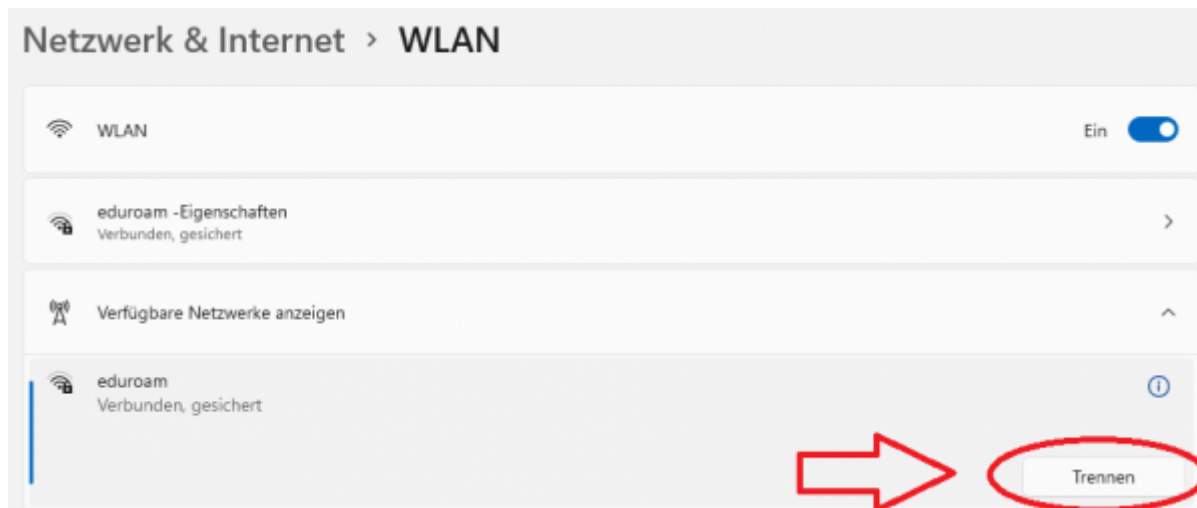 Netzwerk & Internet › WLAN
WLAN
Ein
eduroam -Eigenschaften
Verbunden, gesichert
Verfügbare Netzwerke anzeigen
eduroam
Verbunden, gesichert
Trennen